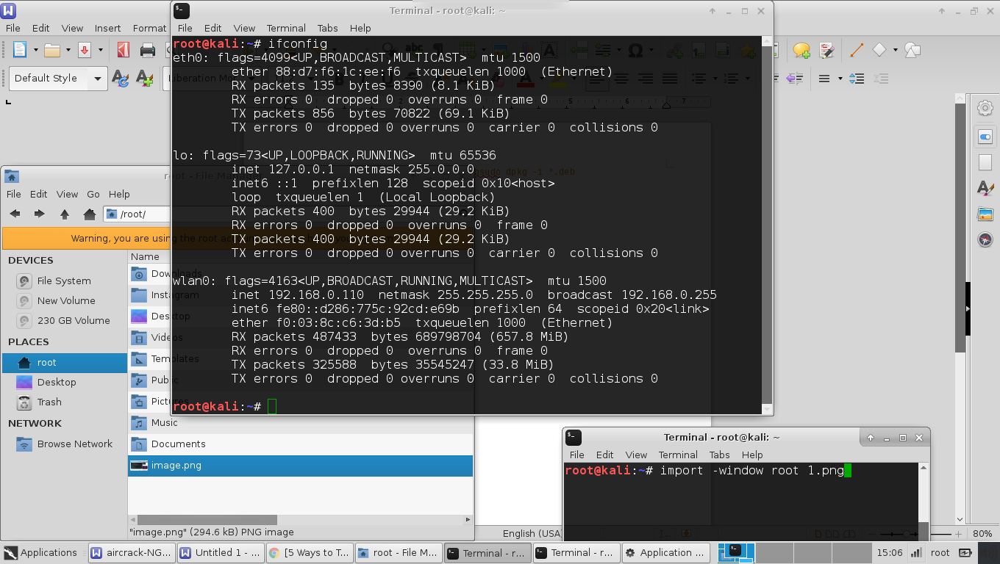 Terminal - root@kali: ~
File Edit View Insert Format
File Edit View Terminal Tabs Help
Default Style
root@kali:~# ifconfig
eth0: flags=4099<UP,BROADCAST,MULTICAST>  mtu 1500
ether 88:d7:f6:1c:ee:f6  txqueuelen 1000  (Ethernet)
RX packets 135  bytes 8390 (8.1 KiB)
RX errors 0  dropped 0  overruns 0  frame 0
TX packets 856  bytes 70822 (69.1 KiB)
TX errors 0  dropped 0 overruns 0  carrier 0  collisions 0
lo: flags=73<UP,LOOPBACK,RUNNING>  mtu 65536
inet 127.0.0.1  netmask 255.0.0.0
inet6 ::1  prefixlen 128  scopeid 0x10<host>
loop  txqueuelen 1  (Local Loopback)
RX packets 400  bytes 29944 (29.2 KiB)
RX errors 0  dropped 0  overruns 0  frame 0
TX packets 400  bytes 29944 (29.2 KiB)
TX errors 0  dropped 0 overruns 0  carrier 0  collisions 0
wlan0: flags=4163<UP,BROADCAST,RUNNING,MULTICAST>  mtu 1500
inet 192.168.0.110  netmask 255.255.255.0  broadcast 192.168.0.255
inet6 fe80::d286:775c:92cd:e69b  prefixlen 64  scopeid 0x20<link>
ether f0:03:8c:c6:3d:b5  txqueuelen 1000  (Ethernet)
RX packets 487433  bytes 689798704 (657.8 MiB)
RX errors 0  dropped 0  overruns 0  frame 0
TX packets 325588  bytes 35545247 (33.8 MiB)
TX errors 0  dropped 0 overruns 0  carrier 0  collisions 0
root@kali:~#
sudo dpkg -i *.deb
root - File Manager
File Edit View Go Help
/root/
Warning, you are using the root
DEVICES
File System
New Volume
230 GB Volume
PLACES
root
Desktop
Trash
NETWORK
Browse Network
Name
Downloads
Instagram
Desktop
Videos
Templates
Public
Pictures
Music
Documents
image.png
"image.png" (294.6 kB) PNG image
Terminal - root@kali: ~
File Edit View Terminal Tabs Help
root@kali:~# import -window root 1.png
English (USA)
80%
Applications
aircrack-NG...
Untitled 1 - ...
[5 Ways to T...
root - File M...
Terminal - r...
Terminal - r...
Application ...
15:06
root